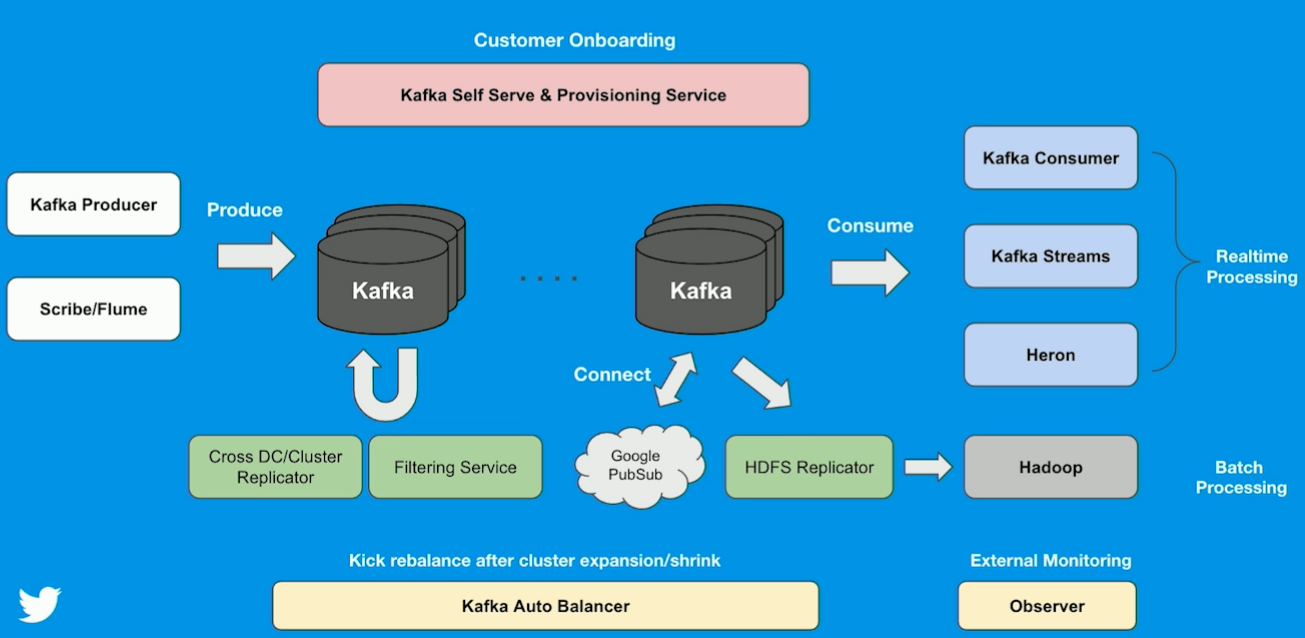 Customer Onboarding
Kafka Self Serve & Provisioning Service
Kafka Producer
Scribe/Flume
Produce
Kafka
. . . .
Kafka
Consume
Kafka Consumer
Kafka Streams
Heron
Realtime
Processing
Connect
Cross DC/Cluster
Replicator
Filtering Service
Google
PubSub
HDFS Replicator
Hadoop
Batch
Processing
Kick rebalance after cluster expansion/shrink
Kafka Auto Balancer
External Monitoring
Observer